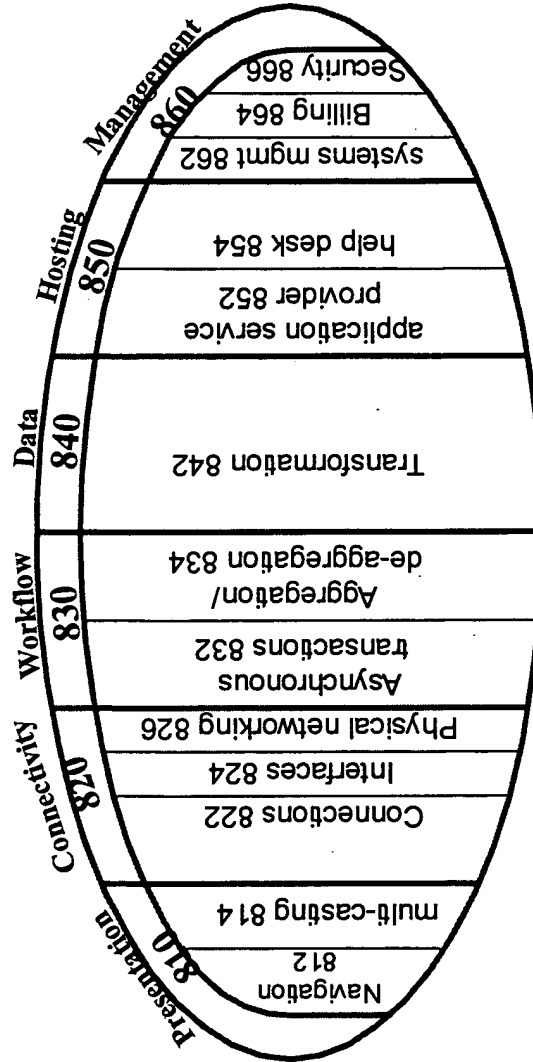 Presentation
810
Navigation
812
multi-casting 814
Connectivity
820
Connections 822
Interfaces 824
Physical networking 826
Workflow
830
Asynchronous
transactions 832
Aggregation/
de-aggregation 834
Data
840
Transformation 842
Hosting
850
application service
provider 852
help desk 854
Management
860
systems mgmt 862
Billing 864
Security 866